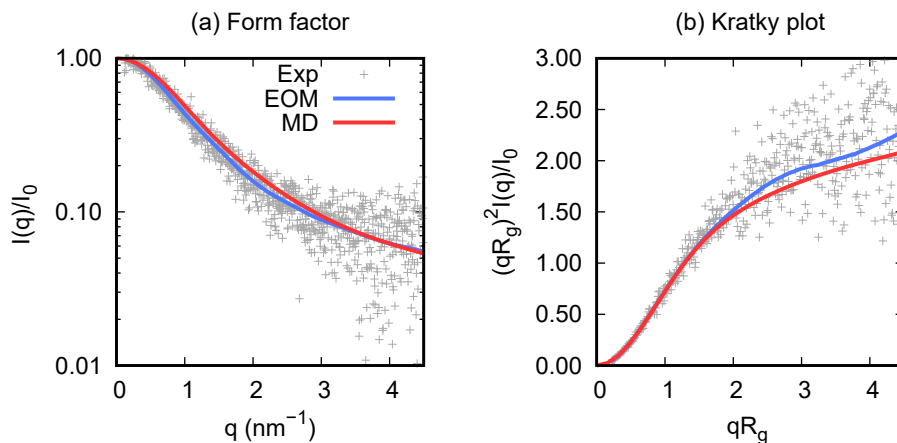 (a) Form factor
I(q)/I0
1.00
0.10
0.01
Exp
EOM
MD
0 1 2 3 4
q (nm−1)
(b) Kratky plot
(qRg)2I(q)/I0
3.00
2.50
2.00
1.50
1.00
0.50
0.00
0 1 2 3 4
qRg